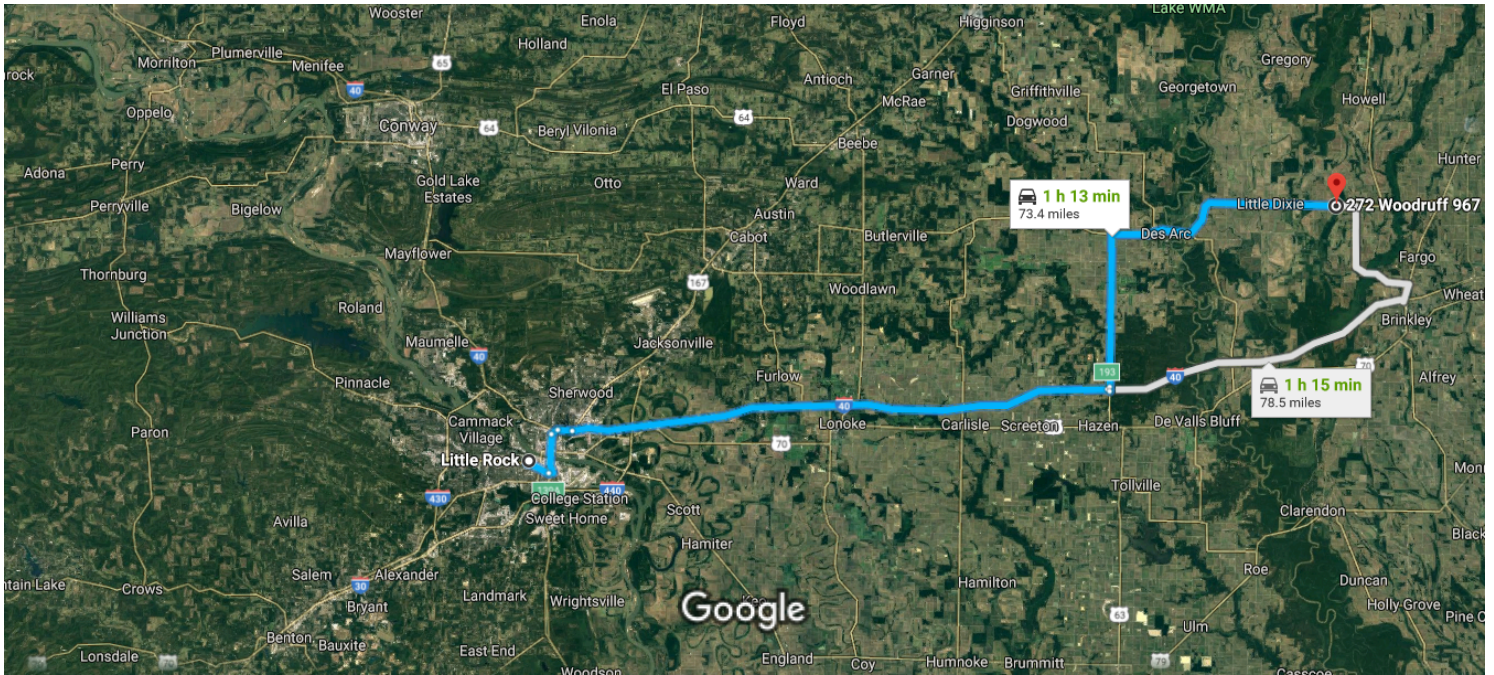 Wooster
Enola
Floyd
Higginson
Lake WMA
Holland
Plumerville
Morrilton
Menifee
65
Gregory
40
El Paso
Antioch
Garner
McRae
Griffithville
Georgetown
Howell
Oppelo
Conway
64
Beryl Vilonia
64
Dogwood
Beebe
Perry
Adona
Hunter
Gold Lake
Estates
Otto
Ward
1 h 13 min
73.4 miles
Perryville
Bigelow
Austin
Little Dixie
272 Woodruff 967
Cabot
Butlerville
Des Arc
Mayflower
Fargo
Thornburg
167
Woodlawn
Roland
Wheat
Williams
Junction
Brinkley
Maumelle
Jacksonville
40
Pinnacle
Sherwood
Furlow
193
40
70
Alfrey
1 h 15 min
78.5 miles
40
Cammack
Village
Lonoke
Carlisle
Screeton
Hazen
De Valls Bluff
Paron
70
Little Rock
430
440
College Station
Sweet Home
Tollville
Scott
Clarendon
Avilla
Black
Hamiter
Salem
Alexander
30
Crows
Landmark
Wrightsville
Google
Hamilton
Roe
Duncan
Holly Grove
Bryant
63
Ulm
Pine
Benton
Bauxite
East End
Lonsdale
England
Coy
Humnoke
Brummitt
79
Woodson
Casscoe